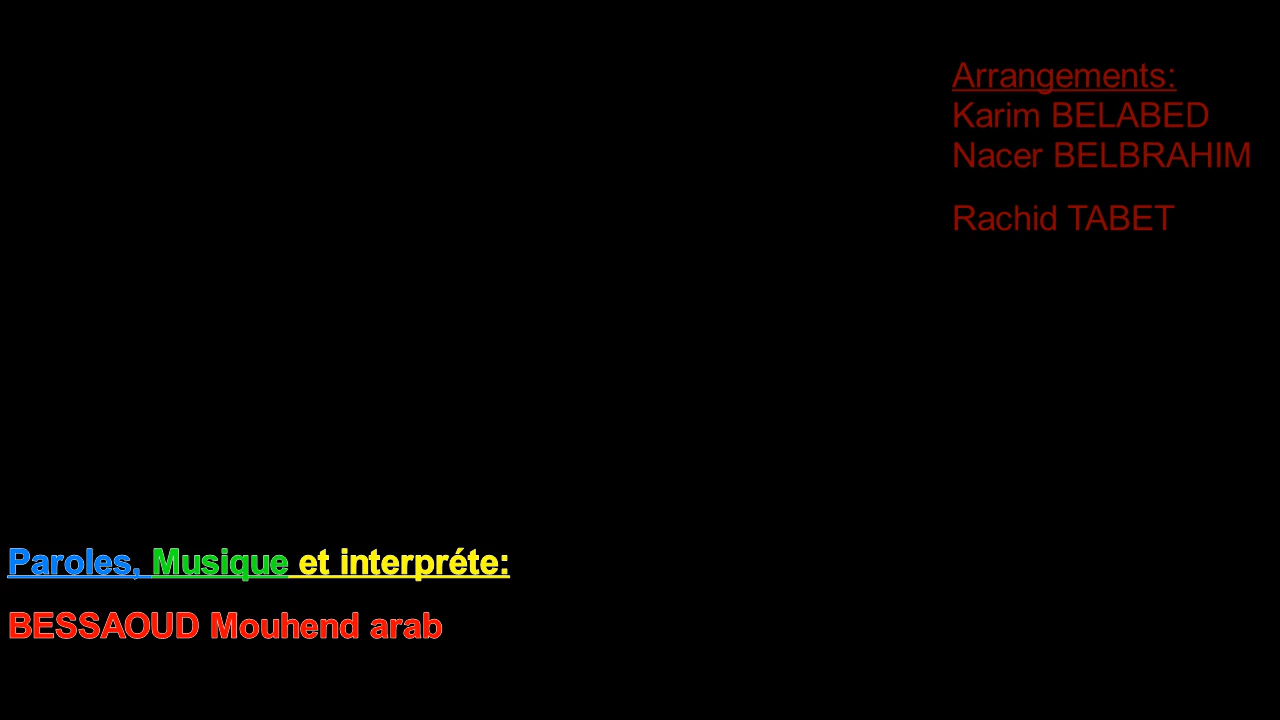 Arrangements:
Karim BELABED
Nacer BELBRAHIM
Rachid TABET
Paroles, Musique et interpréte:
BESSAOUD Mouhend arab